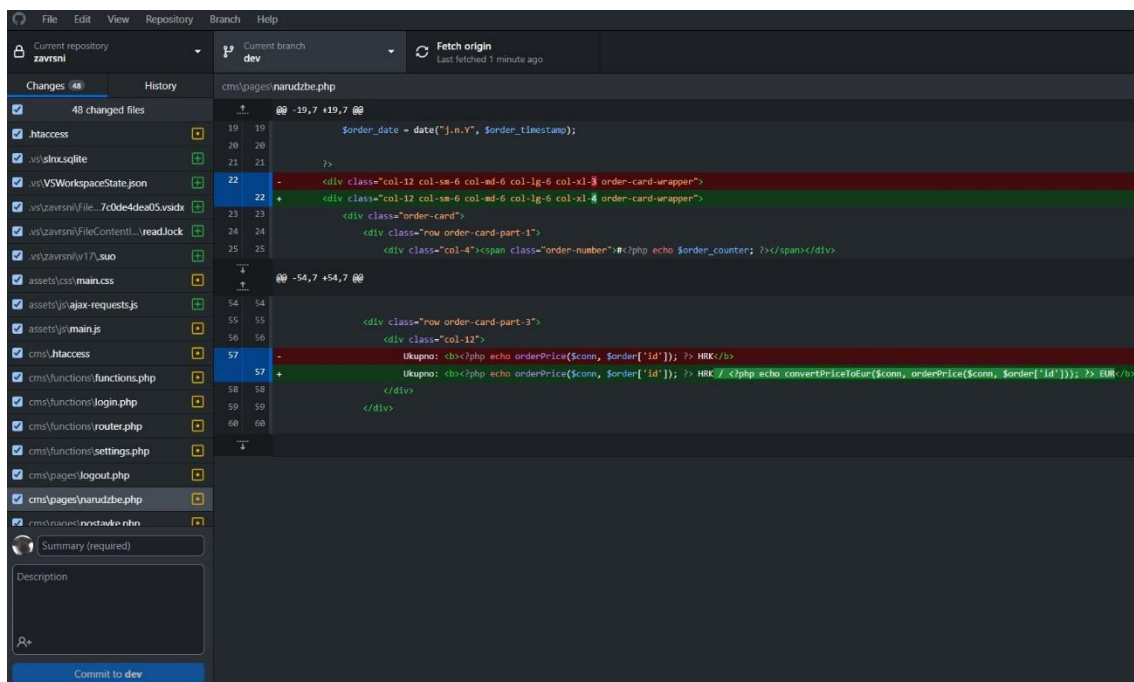 File Edit View Repository Branch Help
Current repository
zavrsni
Current branch
dev
Fetch origin
Last fetched 1 minute ago
Changes 48 History
48 changed files
.htaccess
.vs\slnx.sqlite
.vs\VSWorkspaceState.json
.vs\zavrsni\File...7c0de4dea05.vsidx
.vs\zavrsni\FileContentI...\read.lock
.vs\zavrsni\v17\.suo
assets\css\main.css
assets\js\ajax-requests.js
assets\js\main.js
cms\.htaccess
cms\functions\functions.php
cms\functions\login.php
cms\functions\router.php
cms\functions\settings.php
cms\pages\logout.php
cms\pages\narudzbe.php
cms\pages\postavke.php
Summary (required)
Description
Commit to dev
cms\pages\narudzbe.php
@@ -19,7 +19,7 @@
19 19 $order_date = date("j.n.Y", $order_timestamp);
20 20
21 21 ?>
22 - <div class="col-12 col-sm-6 col-md-6 col-lg-6 col-xl-3 order-card-wrapper">
22 + <div class="col-12 col-sm-6 col-md-6 col-lg-6 col-xl-4 order-card-wrapper">
23 23 <div class="order-card">
24 24 <div class="row order-card-part-1">
25 25 <div class="col-4"><span class="order-number">#<?php echo $order_counter; ?></span></div>
@@ -54,7 +54,7 @@
54 54
55 55 <div class="row order-card-part-3">
56 56 <div class="col-12">
57 - Ukupno: <b><?php echo orderPrice($conn, $order['id']); ?> HRK</b>
57 + Ukupno: <b><?php echo orderPrice($conn, $order['id']); ?> HRK / <?php echo convertPriceToEur($conn, orderPrice($conn, $order['id'])); ?> EUR</b>
58 58 </div>
59 59 </div>
60 60